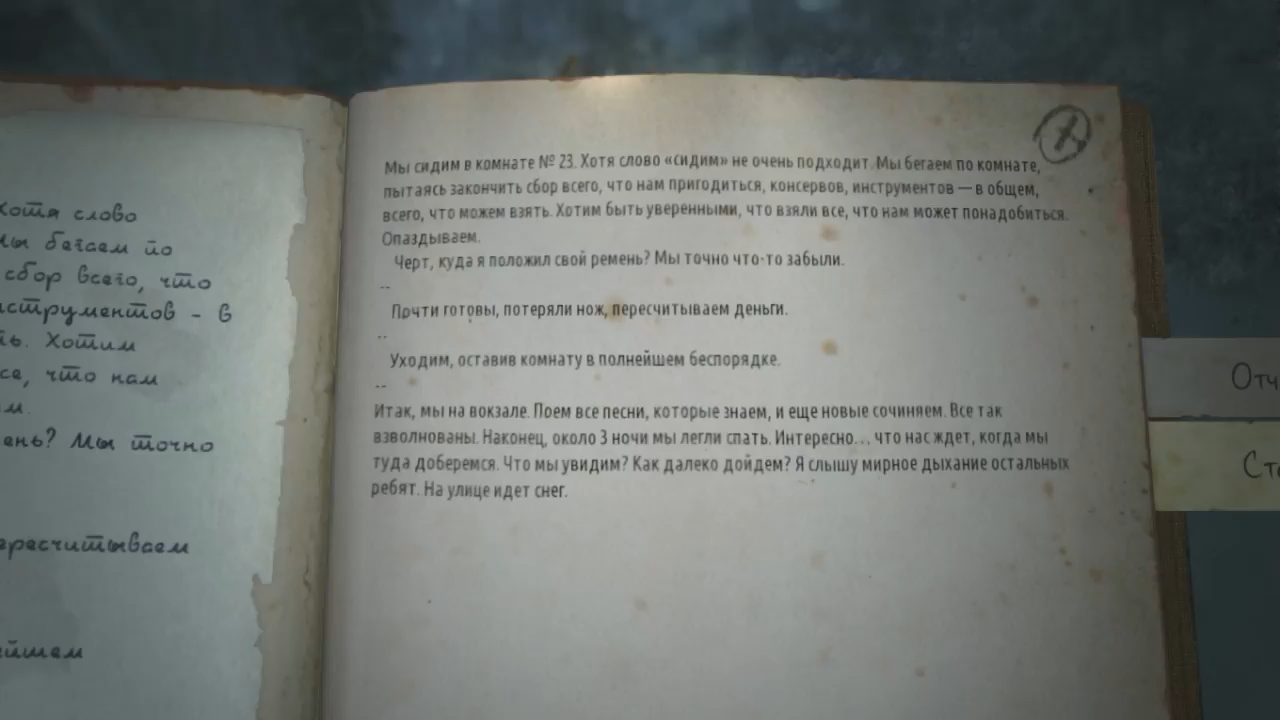 Хотя слово
Мы бегаем по
сбор всего, что
нструментов - в
ть. Хотим
се, что нам
м.
ень? Мы точно
ересчитываем
йшем
Мы сидим в комнате № 23. Хотя слово «сидим» не очень подходит. Мы бегаем по комнате,
пытаясь закончить сбор всего, что нам пригодиться, консервов, инструментов — в общем,
всего, что можем взять. Хотим быть уверенными, что взяли все, что нам может понадобиться.
Опаздываем.
Черт, куда я положил свой ремень? Мы точно что-то забыли.
--
Почти готовы, потеряли нож, пересчитываем деньги.
--
Уходим, оставив комнату в полнейшем беспорядке.
--
Итак, мы на вокзале. Поем все песни, которые знаем, и еще новые сочиняем. Все так
взволнованы. Наконец, около 3 ночи мы легли спать. Интересно... что нас ждет, когда мы
туда доберемся. Что мы увидим? Как далеко дойдем? Я слышу мирное дыхание остальных
ребят. На улице идет снег.
Отч
Ст